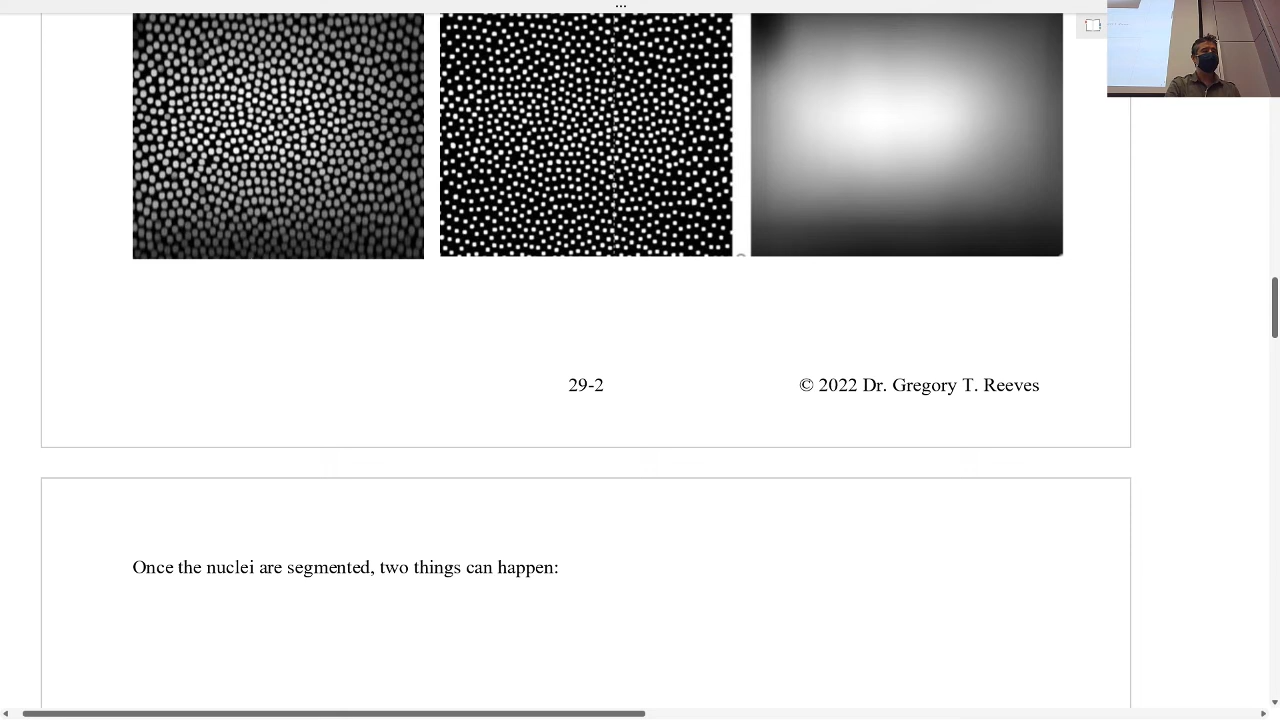 29-2
© 2022 Dr. Gregory T. Reeves
Once the nuclei are segmented, two things can happen: